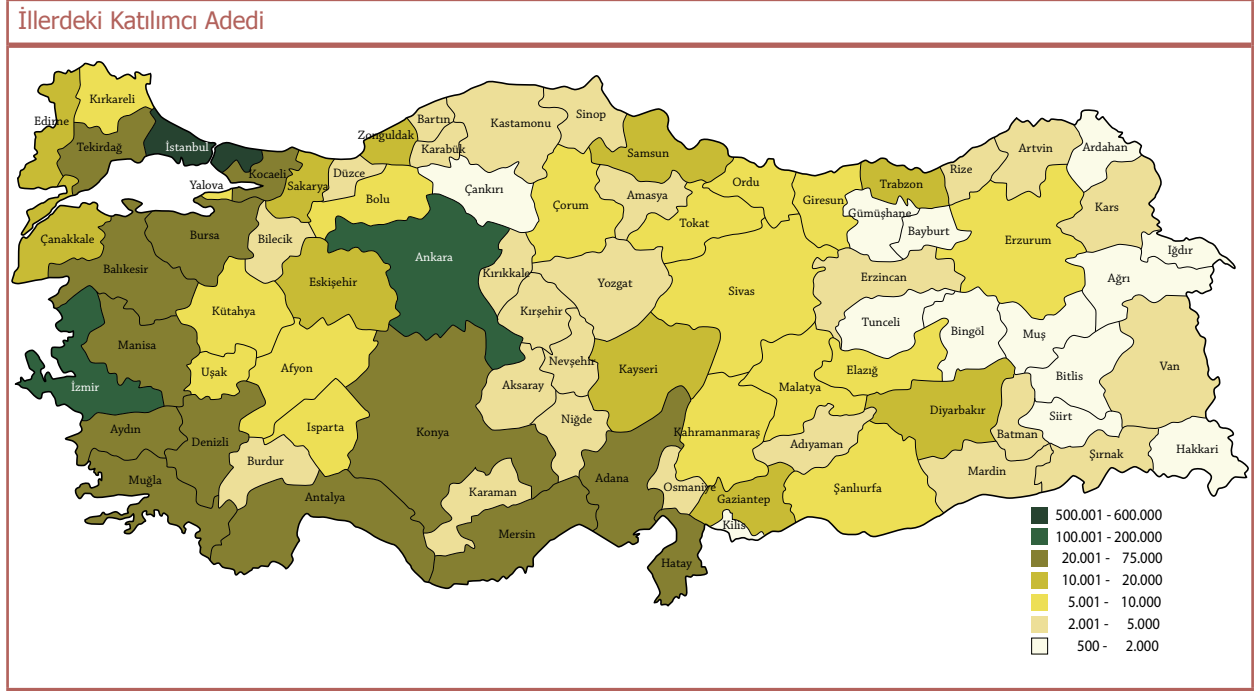 İllerdeki Katılımcı Adedi
Kırkareli
Edirne
Tekirdağ
İstanbul
Kocaeli
Yalova
Sakarya
Düzce
Bolu
Zonguldak
Bartın
Karabük
Kastamonu
Sinop
Çankırı
Çorum
Samsun
Amasya
Ordu
Tokat
Giresun
Trabzon
Gümüşhane
Bayburt
Rize
Artvin
Ardahan
Kars
Erzurum
Iğdır
Ağrı
Çanakkale
Bursa
Bilecik
Balıkesir
Eskişehir
Ankara
Kırıkkale
Yozgat
Sivas
Erzincan
Tunceli
Bingöl
Muş
Bitlis
Van
Kütahya
Manisa
Uşak
Afyon
Kırşehir
Nevşehir
Kayseri
Malatya
Elazığ
Diyarbakır
Siirt
Batman
Hakkari
Şırnak
Mardin
İzmir
Aydın
Denizli
Isparta
Konya
Aksaray
Niğde
Kahramanmaraş
Adıyaman
Şanlıurfa
Muğla
Burdur
Antalya
Karaman
Mersin
Adana
Osmaniye
Gaziantep
Kilis
Hatay
500.001 - 600.000
100.001 - 200.000
20.001 - 75.000
10.001 - 20.000
5.001 - 10.000
2.001 - 5.000
500 - 2.000